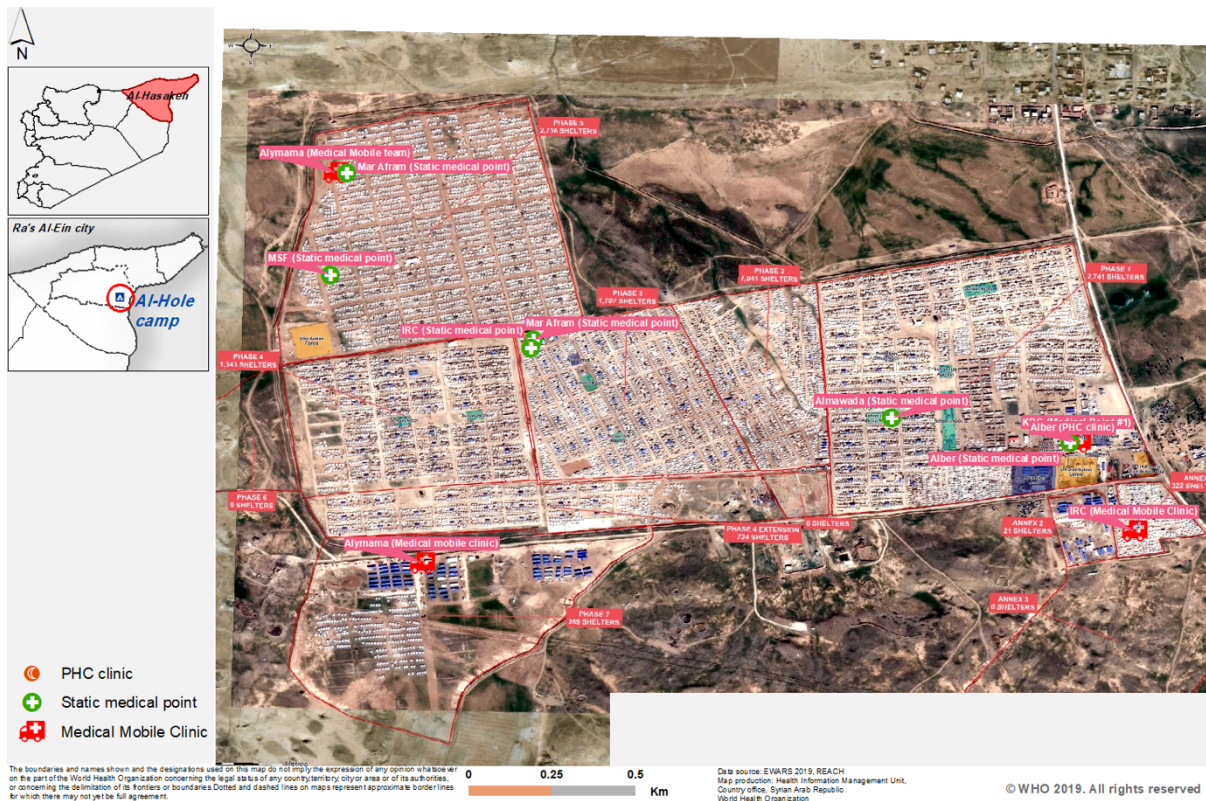 N
Al-Hasakeh
Ra's Al-Ein city
Al-Hole
camp
PHASE 5
2,736 SHELTERS
Alymama (Medical Mobile team)
Mar Afram (Static medical point)
MSF (Static medical point)
PHASE 2
1,041 SHELTERS
PHASE 1
2,741 SHELTERS
PHASE 3
1,707 SHELTERS
Mar Afram (Static medical point)
IRC (Static medical point)
PHASE 4
1,343 SHELTERS
Almawada (Static medical point)
Alber (PHC clinic)
Alber (Static medical point)
PHASE 6
0 SHELTERS
ANNEX
322
PHASE 4 EXTENSION
724 SHELTERS
0 SHELTERS
ANNEX 2
21 SHELTERS
IRC (Medical Mobile Clinic)
Alymama (Medical mobile clinic)
ANNEX 3
0 SHELTERS
PHASE 7
269 SHELTERS
PHC clinic
Static medical point
Medical Mobile Clinic
The boundaries and names shown and the designations used on this map do not imply the expression of any opinion whatsoever
on the part of the World Health Organization concerning the legal status of any country,territory, city or area or of its authorities,
or concerning the delimitation of its frontiers or boundaries.Dotted and dashed lines on maps represent approximate border lines
for which there may not yet be full agreement.
0 0.25 0.5
Km
Data source: EWARS 2019, REACH
Map production: Health Information Management Unit,
Country office, Syrian Arab Republic
World Health Organization
© WHO 2019. All rights reserved